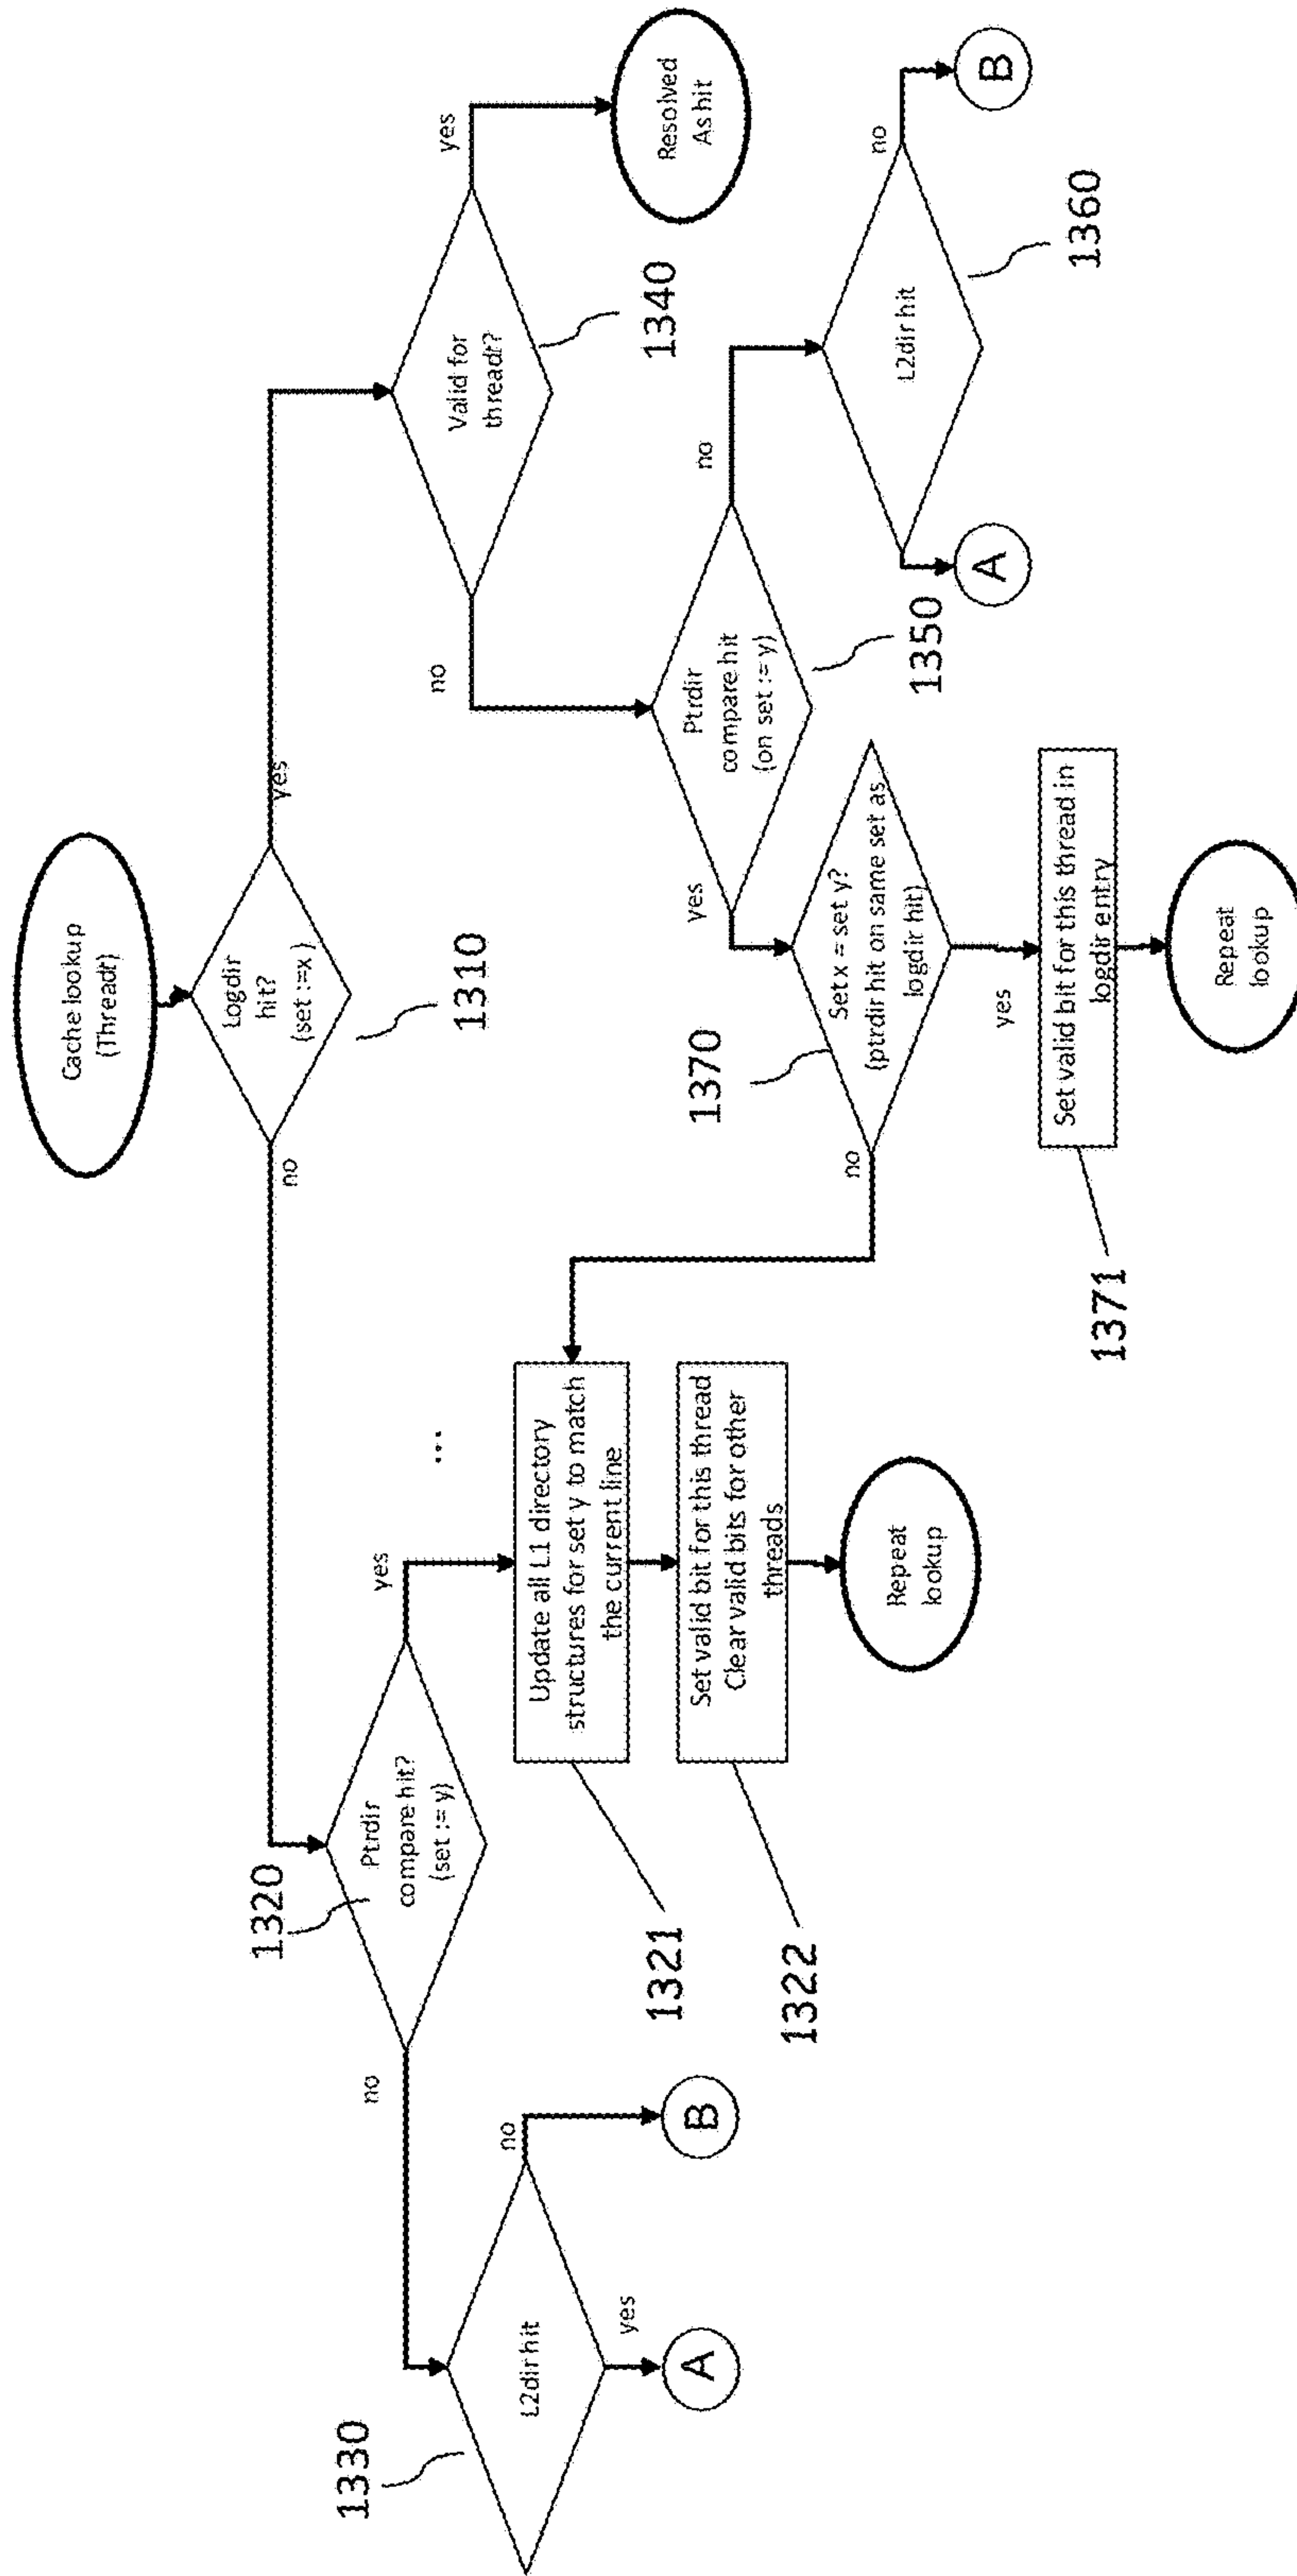 Cache lookup
(Threadt)
Logdir
hit?
(set :=x)
1310
no
yes
1320
Ptrdir
compare hit?
(set := y)
no
yes
1330
L2dir hit
no
yes
A
B
...
1321
Update all L1 directory
structures for set y to match
the current line
1322
Set valid bit for this thread
Clear valid bits for other
threads
Repeat
lookup
Valid for
threadt?
1340
yes
no
Resolved
As hit
Ptrdir
compare hit
(on set := y)
1350
yes
no
L2dir hit
1360
no
A
B
1370
Set x = set y?
(ptrdir hit on same set as
logdir hit)
no
yes
1371
Set valid bit for this thread in
logdir entry
Repeat
lookup